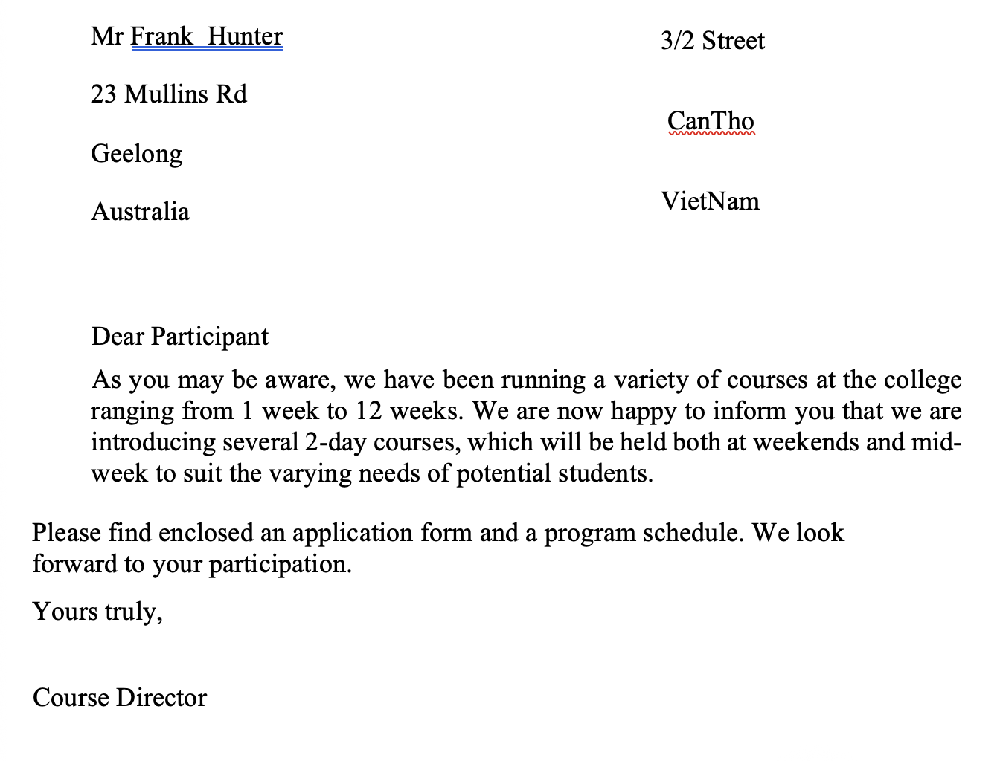 Mr Frank  Hunter
3/2 Street
23 Mullins Rd
CanTho
Geelong
VietNam
Australia
Dear Participant
As you may be aware, we have been running a variety of courses at the college
ranging from 1 week to 12 weeks. We are now happy to inform you that we are
introducing several 2-day courses, which will be held both at weekends and mid-
week to suit the varying needs of potential students.
Please find enclosed an application form and a program schedule. We look
forward to your participation.
Yours truly,
Course Director